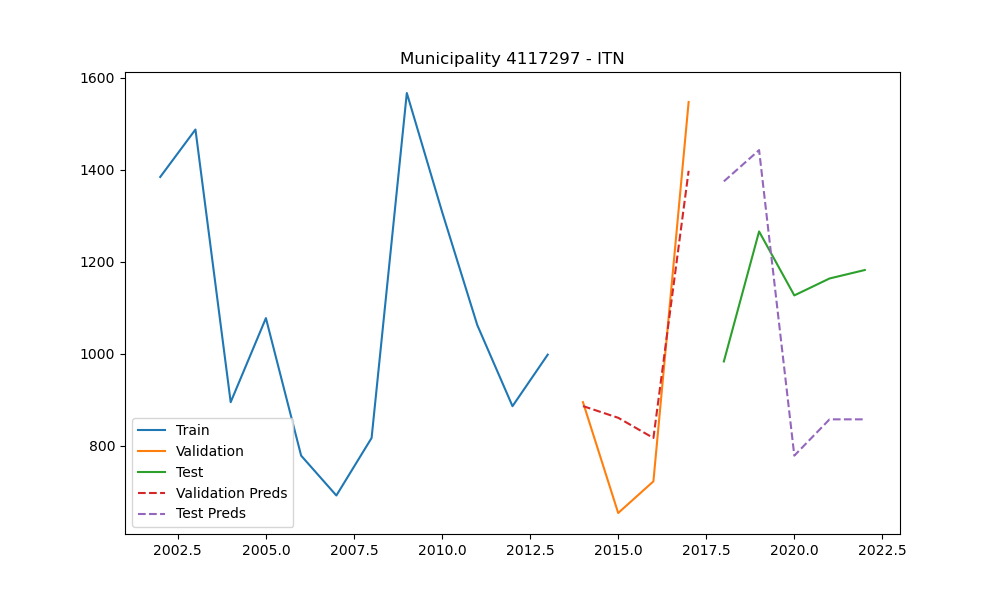 Municipality 4117297 - ITN
1600
1400
1200
1000
800
Train
Validation
Test
Validation Preds
Test Preds
2002.5 2005.0 2007.5 2010.0 2012.5 2015.0 2017.5 2020.0 2022.5